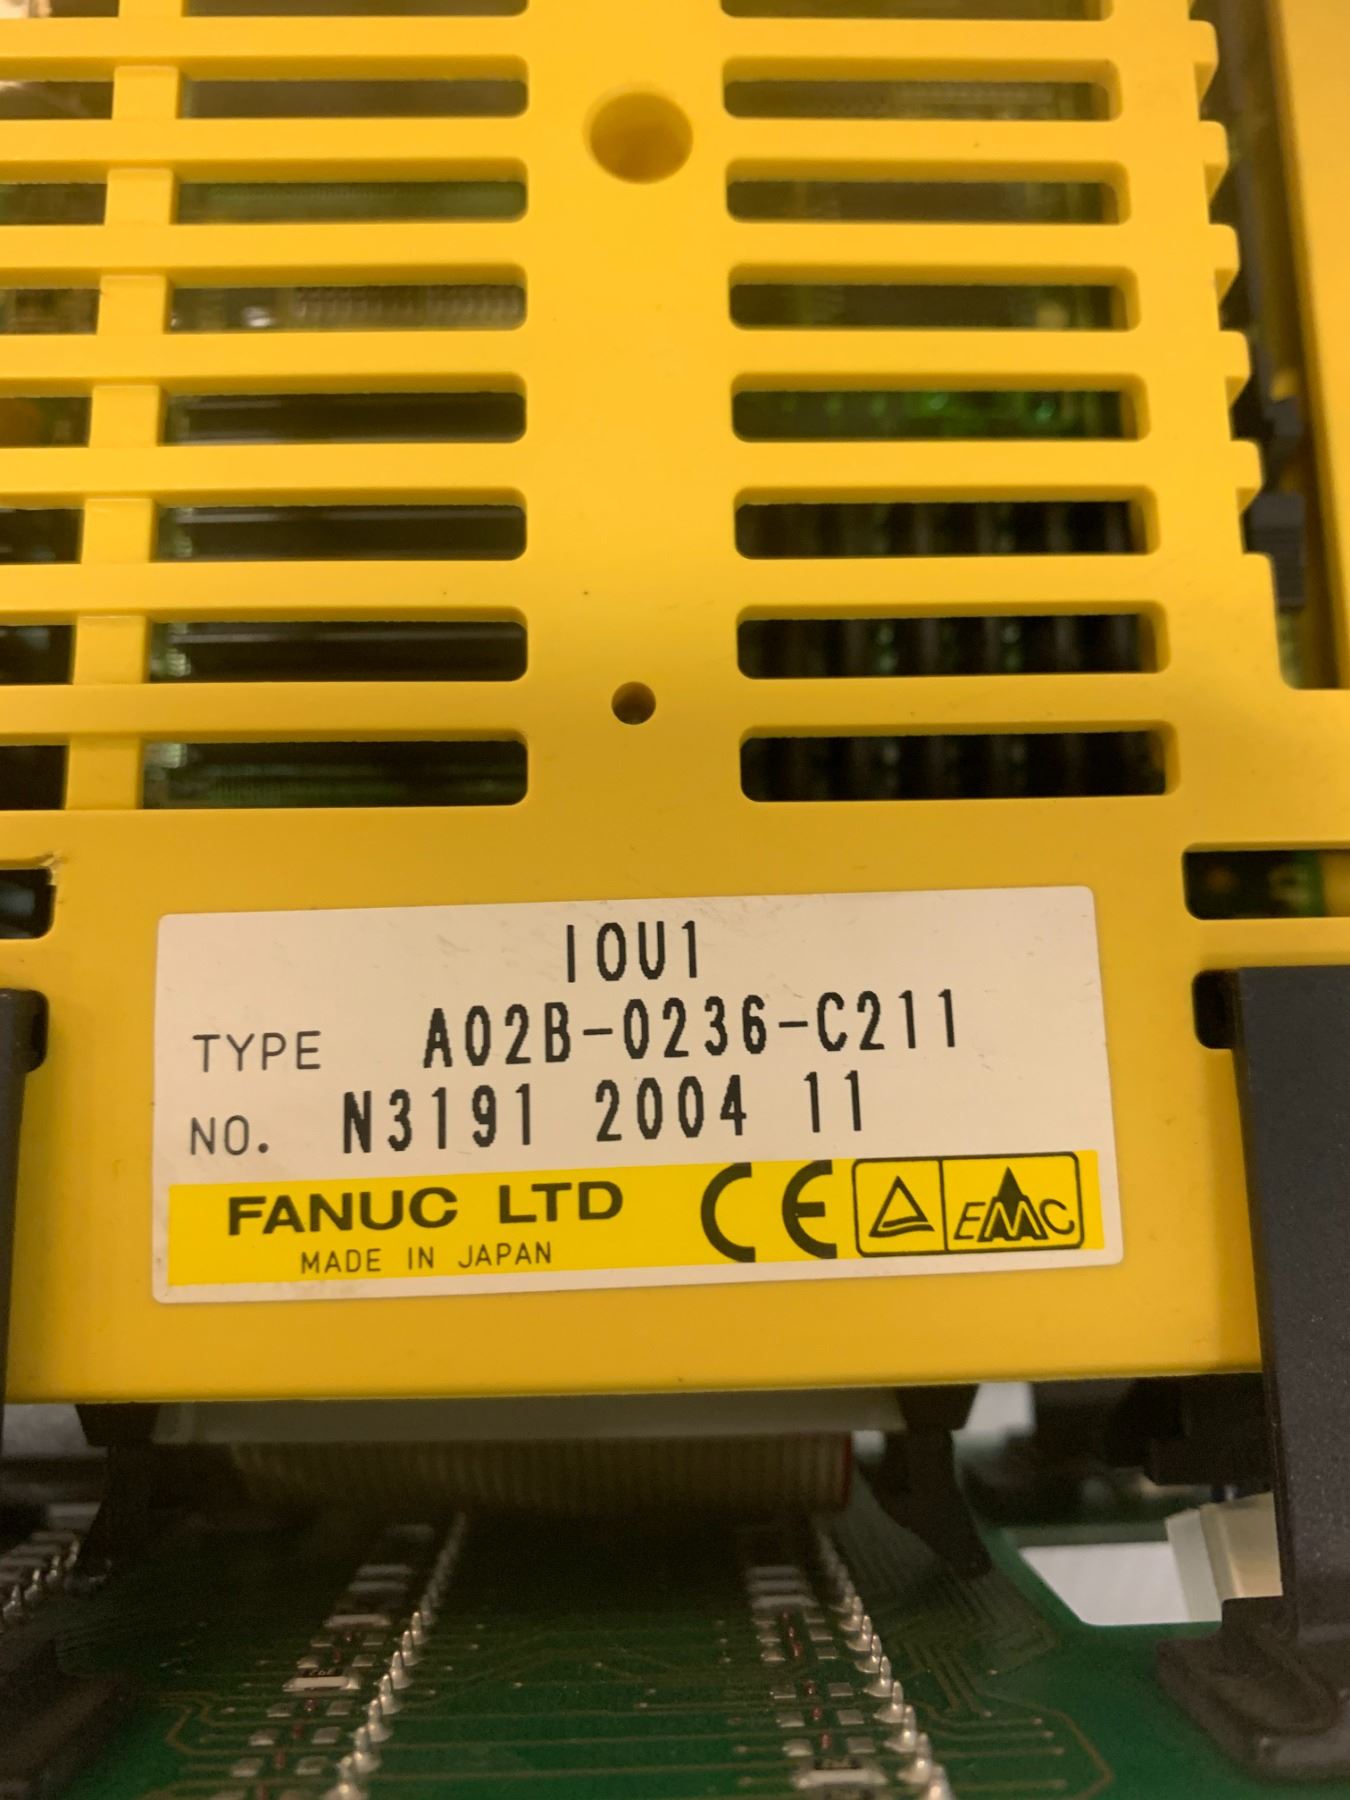 IOU1
TYPE A02B-0236-C211
NO. N3191 2004 11
FANUC LTD CE EMC
MADE IN JAPAN